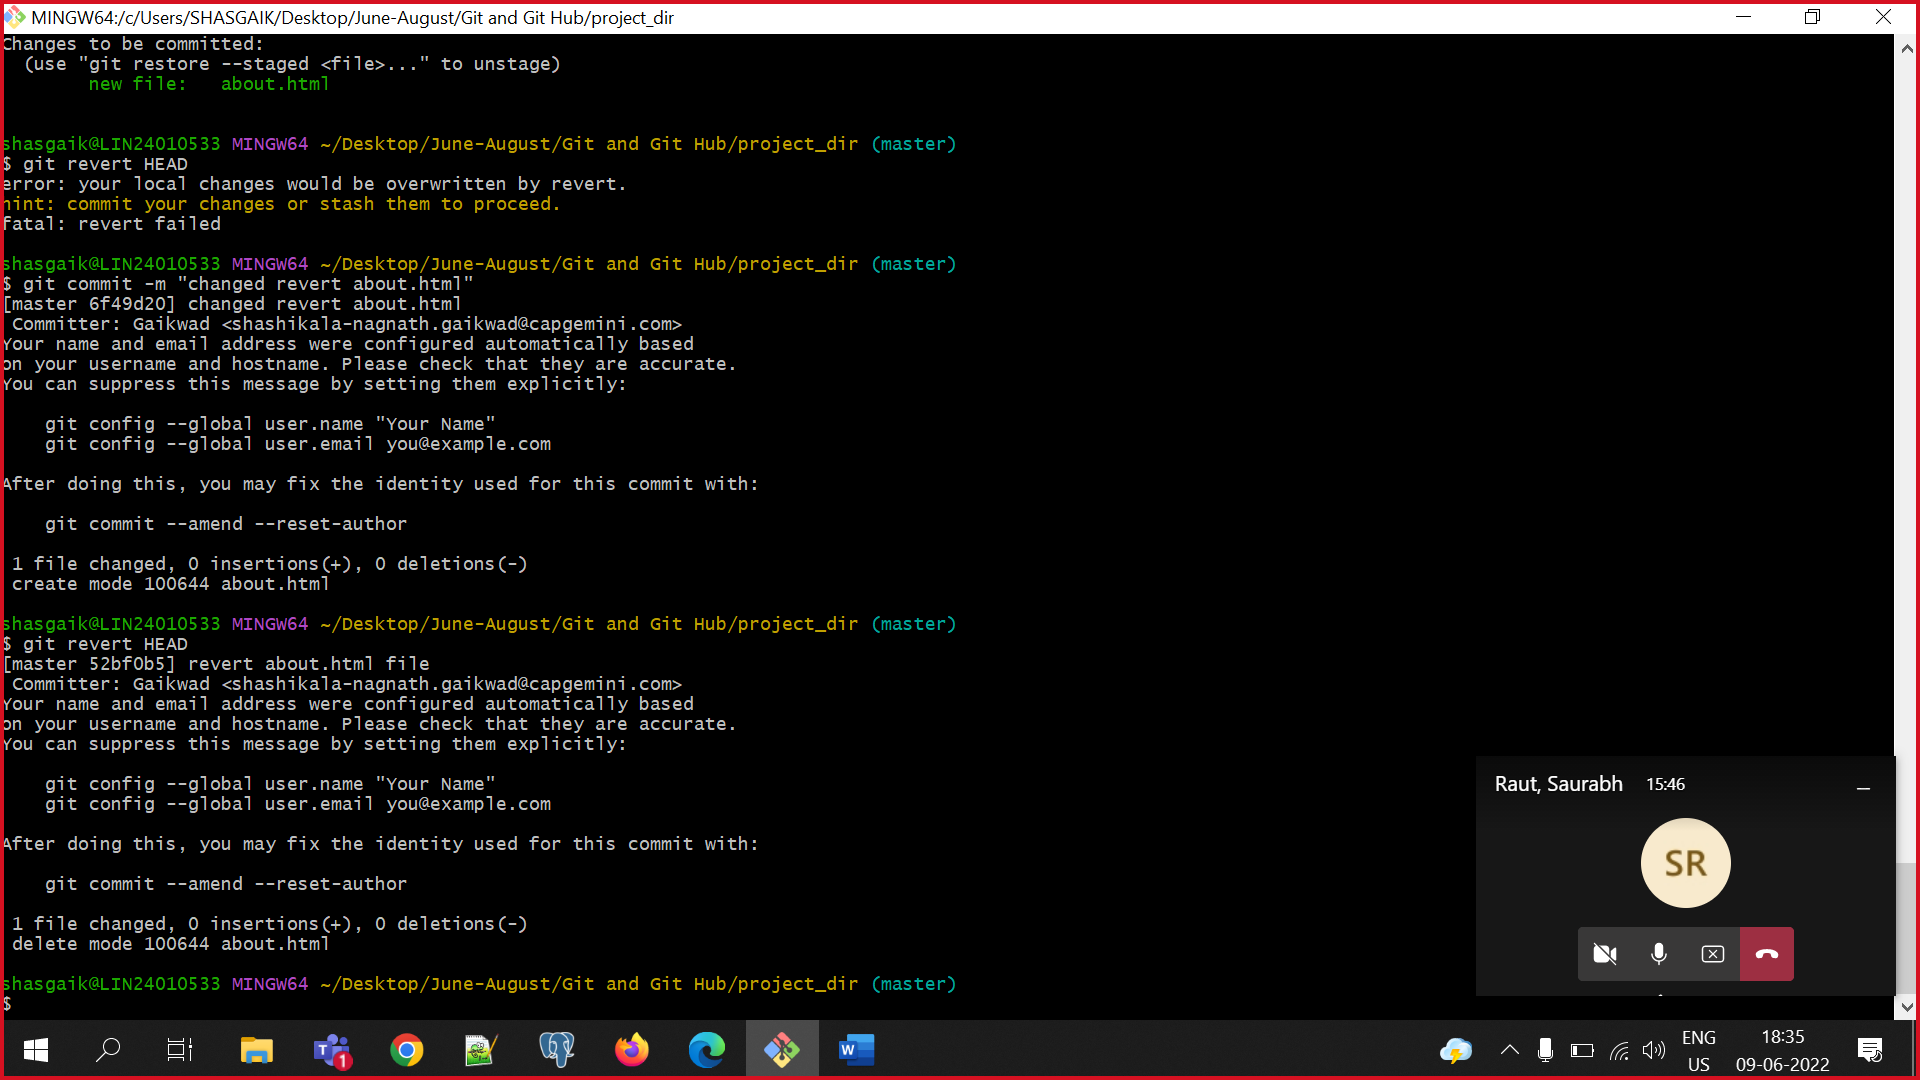 MINGW64:/c/Users/SHASGAIK/Desktop/June-August/Git and Git Hub/project_dir
Changes to be committed:
  (use "git restore --staged <file>..." to unstage)
        new file:   about.html
shasgaik@LIN24010533 MINGW64 ~/Desktop/June-August/Git and Git Hub/project_dir (master)
$ git revert HEAD
error: your local changes would be overwritten by revert.
hint: commit your changes or stash them to proceed.
fatal: revert failed
shasgaik@LIN24010533 MINGW64 ~/Desktop/June-August/Git and Git Hub/project_dir (master)
$ git commit -m "changed revert about.html"
[master 6f49d20] changed revert about.html
 Committer: Gaikwad <shashikala-nagnath.gaikwad@capgemini.com>
Your name and email address were configured automatically based
on your username and hostname. Please check that they are accurate.
You can suppress this message by setting them explicitly:
    git config --global user.name "Your Name"
    git config --global user.email you@example.com
After doing this, you may fix the identity used for this commit with:
    git commit --amend --reset-author
 1 file changed, 0 insertions(+), 0 deletions(-)
 create mode 100644 about.html
shasgaik@LIN24010533 MINGW64 ~/Desktop/June-August/Git and Git Hub/project_dir (master)
$ git revert HEAD
[master 52bf0b5] revert about.html file
 Committer: Gaikwad <shashikala-nagnath.gaikwad@capgemini.com>
Your name and email address were configured automatically based
on your username and hostname. Please check that they are accurate.
You can suppress this message by setting them explicitly:
    git config --global user.name "Your Name"
    git config --global user.email you@example.com
After doing this, you may fix the identity used for this commit with:
    git commit --amend --reset-author
 1 file changed, 0 insertions(+), 0 deletions(-)
 delete mode 100644 about.html
shasgaik@LIN24010533 MINGW64 ~/Desktop/June-August/Git and Git Hub/project_dir (master)
$
Raut, Saurabh 15:46
SR
T 1
W
ENG
US
18:35
09-06-2022